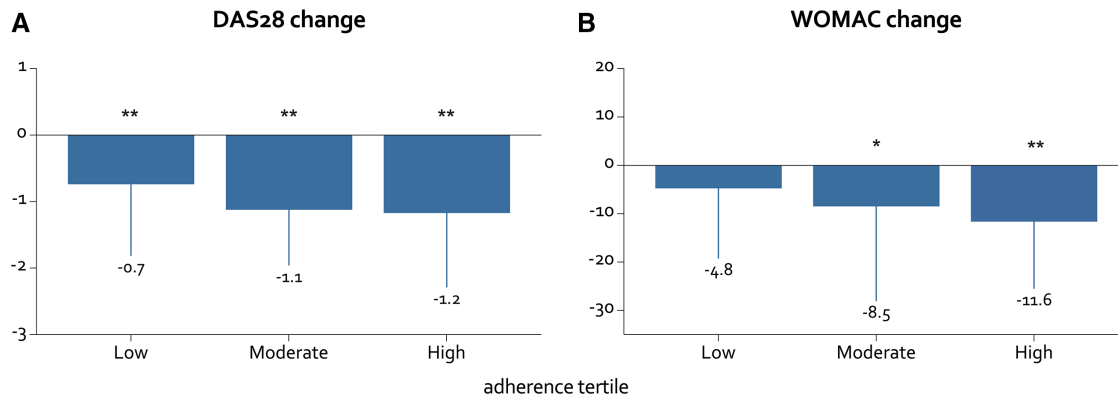 A
DAS28 change
1
0
-1
-2
-3
**
**
**
-0.7
-1.1
-1.2
Low
Moderate
High
B
WOMAC change
20
10
0
-10
-20
-30
*
**
-4.8
-8.5
-11.6
Low
Moderate
High
adherence tertile